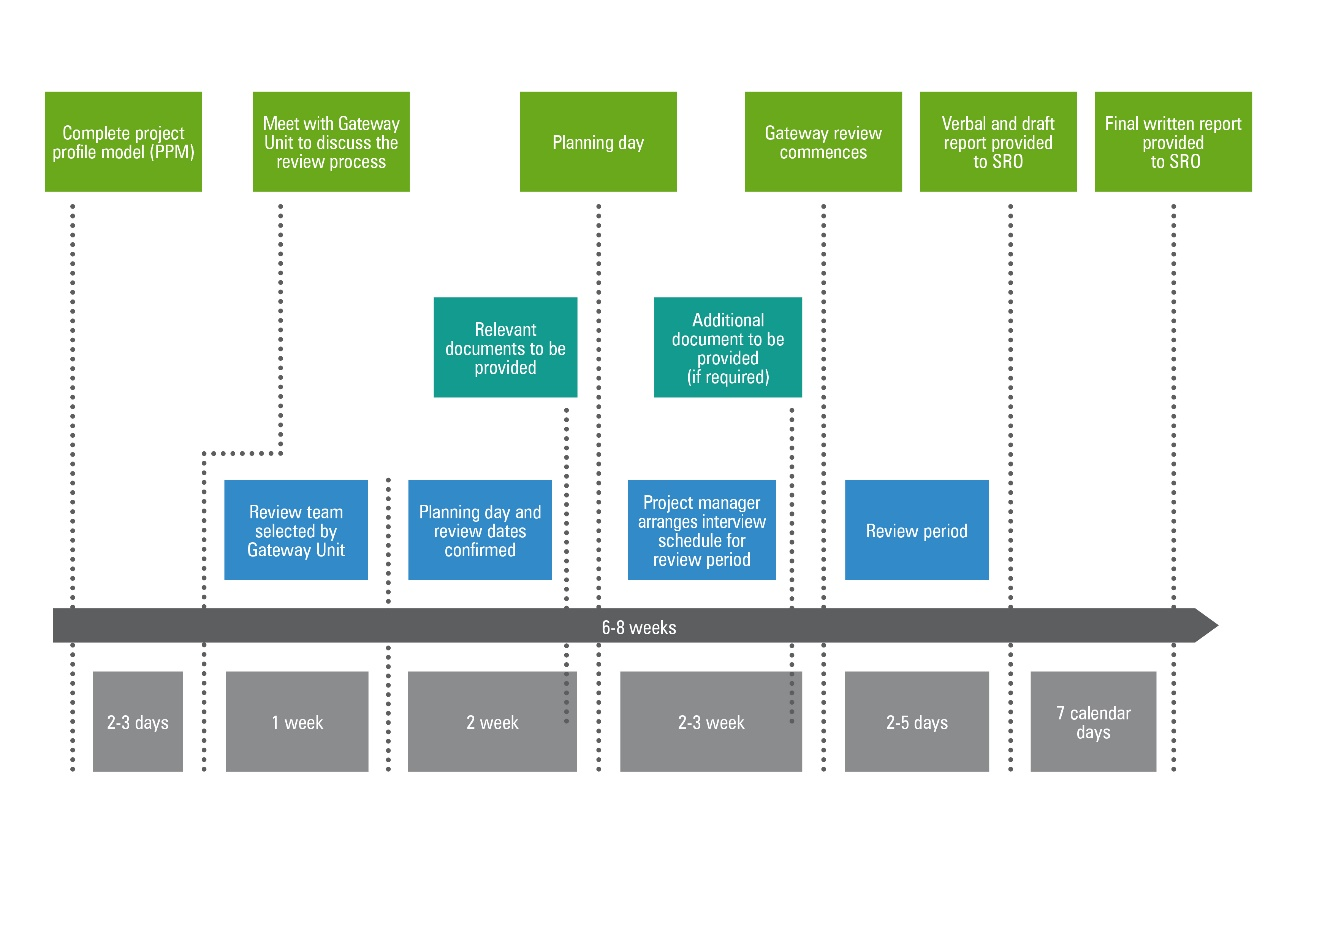 Complete project
profile model (PPM)
Meet with Gateway
Unit to discuss the
review process
Planning day
Gateway review
commences
Verbal and draft
report provided
to SRO
Final written report
provided
to SRO
Relevant
documents to be
provided
Additional
document to be
provided
(if required)
Review team
selected by
Gateway Unit
Planning day and
review dates
confirmed
Project manager
arranges interview
schedule for
review period
Review period
6-8 weeks
2-3 days
1 week
2 week
2-3 week
2-5 days
7 calendar
days